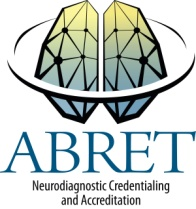 ABRET
Neurodiagnostic Credentialing
and Accreditation